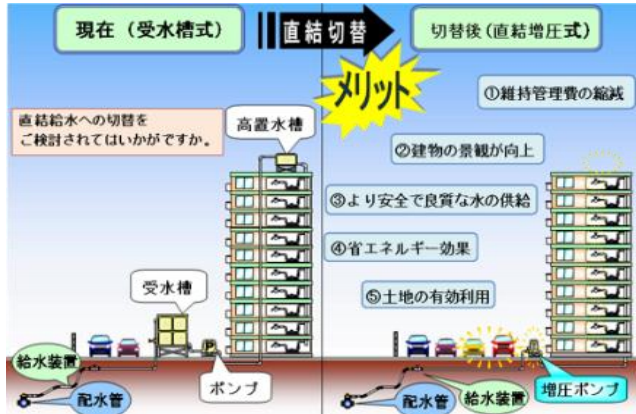 現在（受水槽式）
直結切替
切替後（直結増圧式）
メリット
①維持管理費の縮減
直結給水への切替を
ご検討されてはいかがですか。
高置水槽
②建物の景観が向上
③より安全で良質な水の供給
④省エネルギー効果
受水槽
⑤土地の有効利用
P
給水装置
ポンプ
配水管
配水管
給水装置
増圧ポンプ